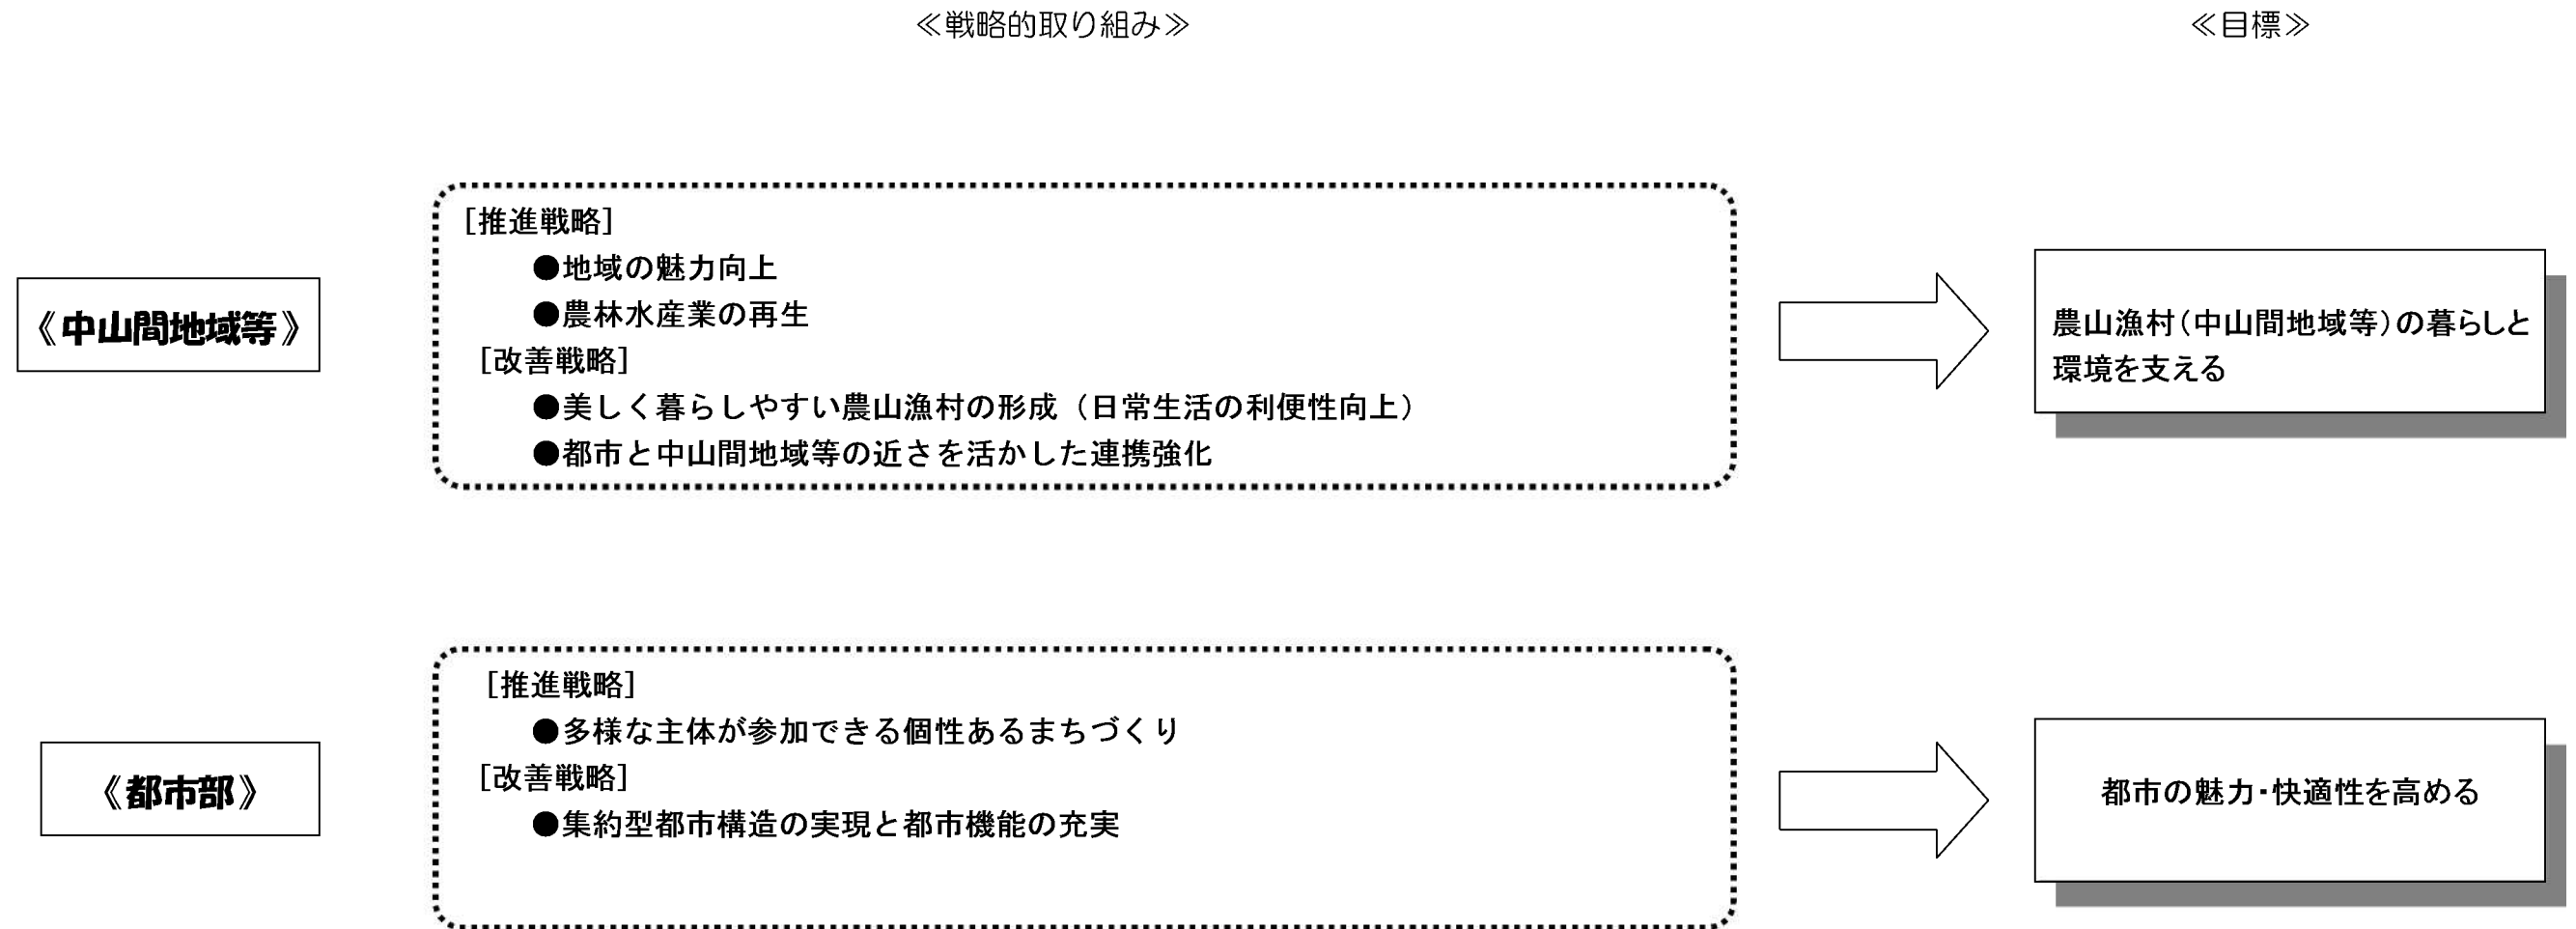 ≪戦略的取り組み≫
≪目標≫
《中山間地域等》
[推進戦略]
●地域の魅力向上
●農林水産業の再生
[改善戦略]
●美しく暮らしやすい農山漁村の形成（日常生活の利便性向上）
●都市と中山間地域等の近さを活かした連携強化
農山漁村（中山間地域等）の暮らしと
環境を支える
《都市部》
[推進戦略]
●多様な主体が参加できる個性あるまちづくり
[改善戦略]
●集約型都市構造の実現と都市機能の充実
都市の魅力・快適性を高める